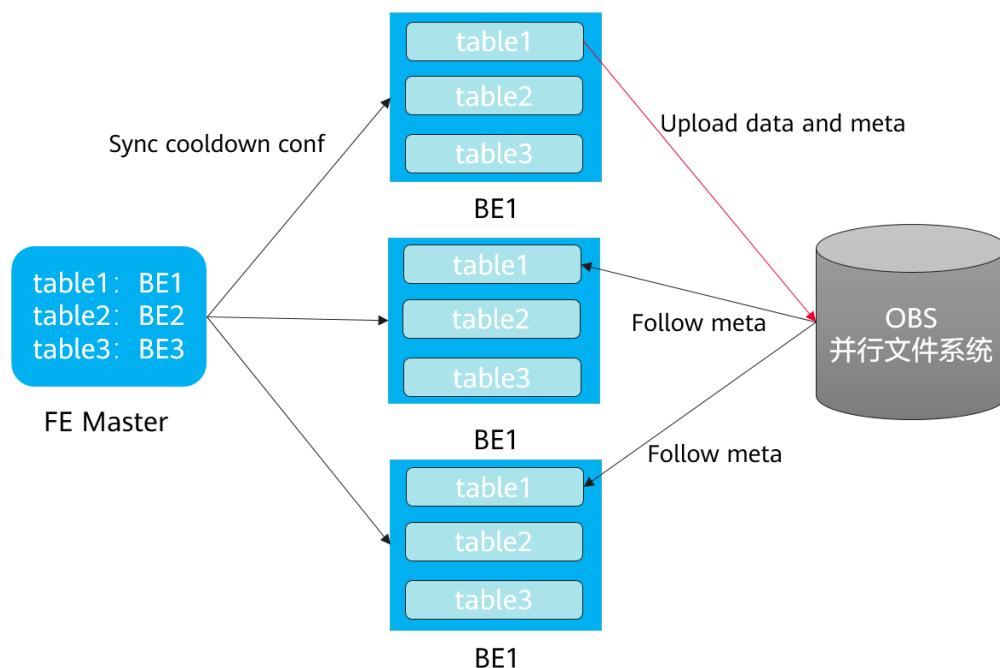 table1
table2
table3
BE1
Sync cooldown conf
Upload data and meta
table1： BE1
table2： BE2
table3： BE3
FE Master
table1
table2
table3
BE1
Follow meta
OBS
并行文件系统
Follow meta
table1
table2
table3
BE1